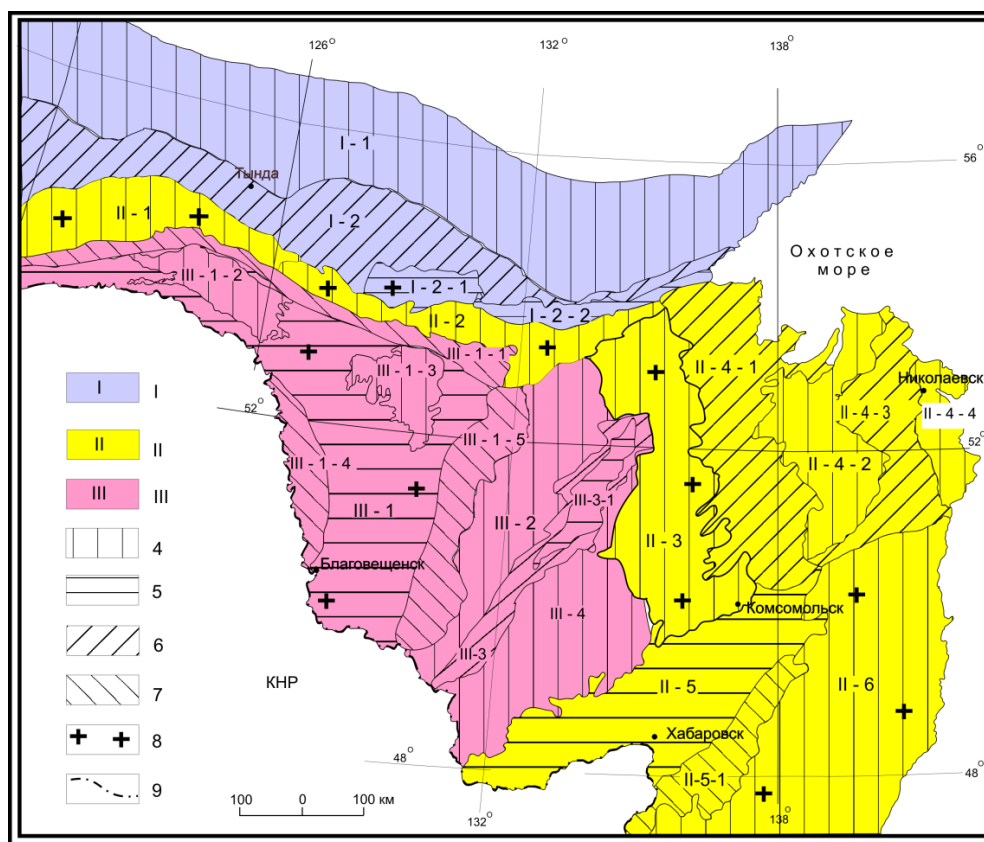 126°
132°
138°
I - 1
56°
Тында
I - 2
II - 1
Охотское
море
III - 1 - 2
I - 2 - 1
II - 2
I - 2 - 2
III - 1 - 1
II - 4 - 1
III - 1 - 3
I
I
Николаевск
52°
II - 4 - 3
II - 4 - 4
II
II
III - 1 - 5
52°
III - 1 - 4
II - 4 - 2
III
III
III-3-1
III - 1
III - 2
4
II - 3
Благовещенск
5
Комсомольск
III - 4
6
III-3
КНР
II - 5
II - 6
7
8
Хабаровск
48°
II-5-1
48°
9
100 0 100 км
132°
138°